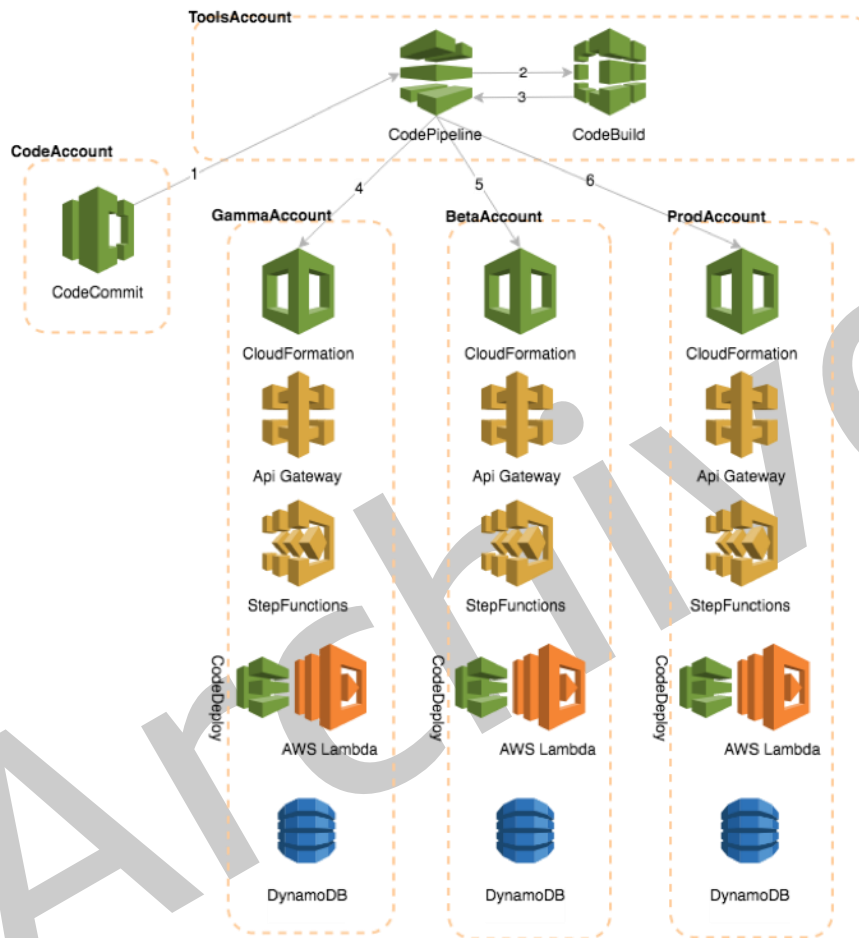 ToolsAccount
2
3
CodePipeline
CodeBuild
CodeAccount
1
4
5
6
GammaAccount
BetaAccount
ProdAccount
CodeCommit
CloudFormation
CloudFormation
CloudFormation
Api Gateway
Api Gateway
Api Gateway
StepFunctions
StepFunctions
StepFunctions
CodeDeploy
CodeDeploy
CodeDeploy
AWS Lambda
AWS Lambda
AWS Lambda
DynamoDB
DynamoDB
DynamoDB
Archive